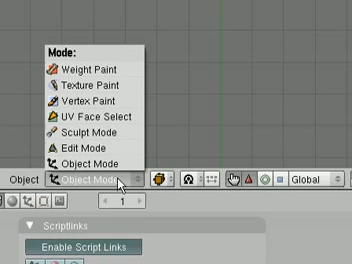 Mode:
Weight Paint
Texture Paint
Vertex Paint
UV Face Select
Sculpt Mode
Edit Mode
Object Mode
Object Object Mode Global
1
Scriptlinks
Enable Script Links